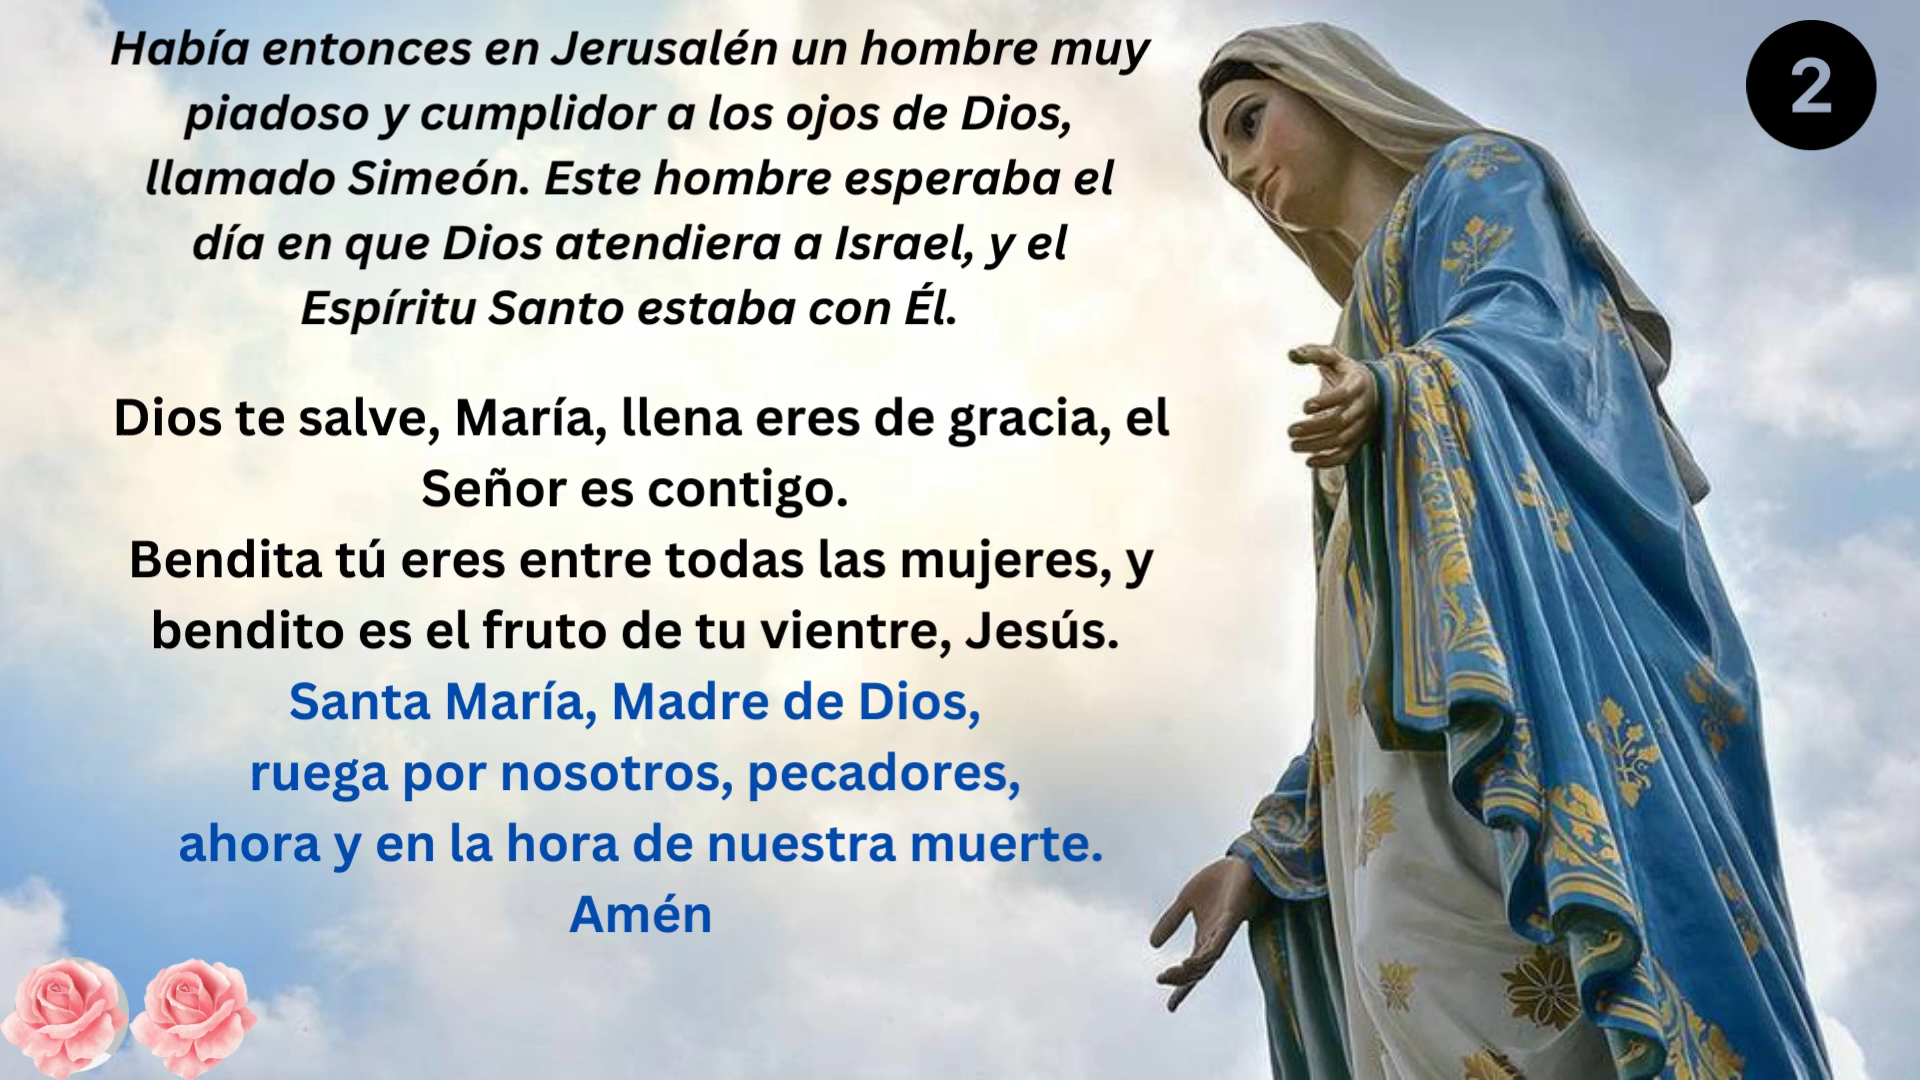 Había entonces en Jerusalén un hombre muy
piadoso y cumplidor a los ojos de Dios,
llamado Simeón. Este hombre esperaba el
día en que Dios atendiera a Israel, y el
Espíritu Santo estaba con Él.
Dios te salve, María, llena eres de gracia, el
Señor es contigo.
Bendita tú eres entre todas las mujeres, y
bendito es el fruto de tu vientre, Jesús.
Santa María, Madre de Dios,
ruega por nosotros, pecadores,
ahora y en la hora de nuestra muerte.
Amén
2